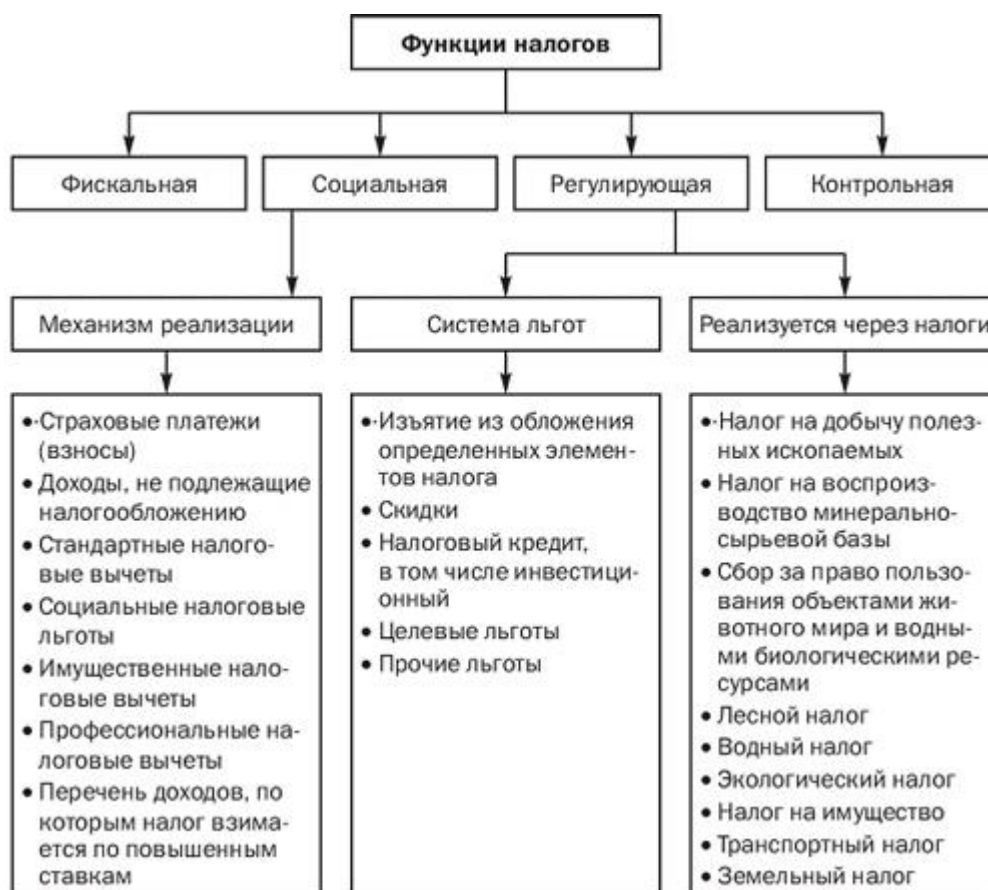 Функции налогов
Фискальная
Социальная
Регулирующая
Контрольная
Механизм реализации
Система льгот
Реализуется через налоги
•·Страховые платежи
(взносы)
• Доходы, не подлежащие
налогообложению
• Стандартные налого-
вые вычеты
• Социальные налоговые
льготы
• Имущественные нало-
говые вычеты
• Профессиональные на-
логовые вычеты
• Перечень доходов, по
которым налог взима-
ется по повышенным
ставкам
•·Изъятие из обложения
определенных элемен-
тов налога
• Скидки
• Налоговый кредит,
в том числе инвестици-
онный
• Целевые льготы
• Прочие льготы
•·Налог на добычу полез-
ных ископаемых
• Налог на воспроиз-
водство минерально-
сырьевой базы
• Сбор за право пользо-
вания объектами жи-
вотного мира и водны-
ми биологическими ре-
сурсами
• Лесной налог
• Водный налог
• Экологический налог
• Налог на имущество
• Транспортный налог
• Земельный налог